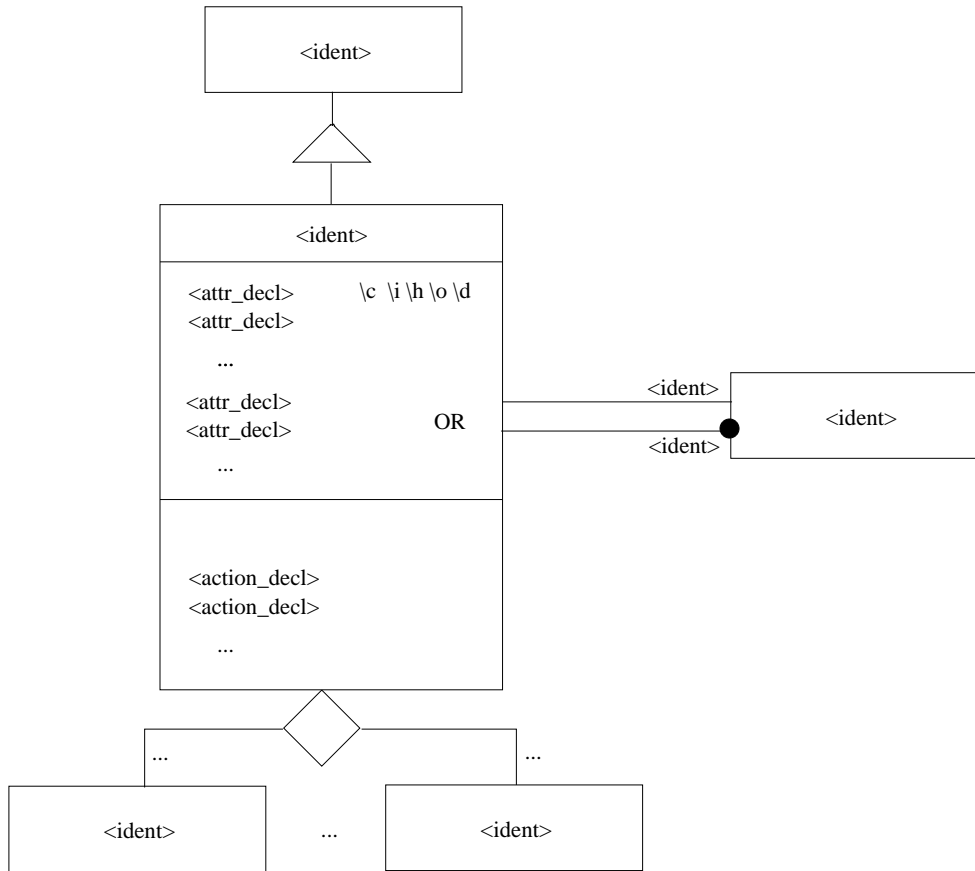 <ident>
<ident>
<attr_decl> \c \i \h \o \d
<attr_decl>
...
<attr_decl>
<attr_decl>
OR
...
<ident>
<ident>
<ident>
<action_decl>
<action_decl>
...
...
...
<ident>
...
<ident>